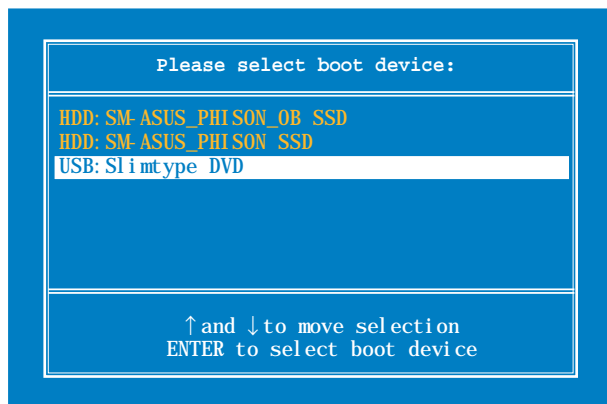 Please select boot device:
HDD:SM-ASUS_PHISON_OB SSD
HDD:SM-ASUS_PHISON SSD
USB:Slimtype DVD
↑and ↓to move selection
ENTER to select boot device